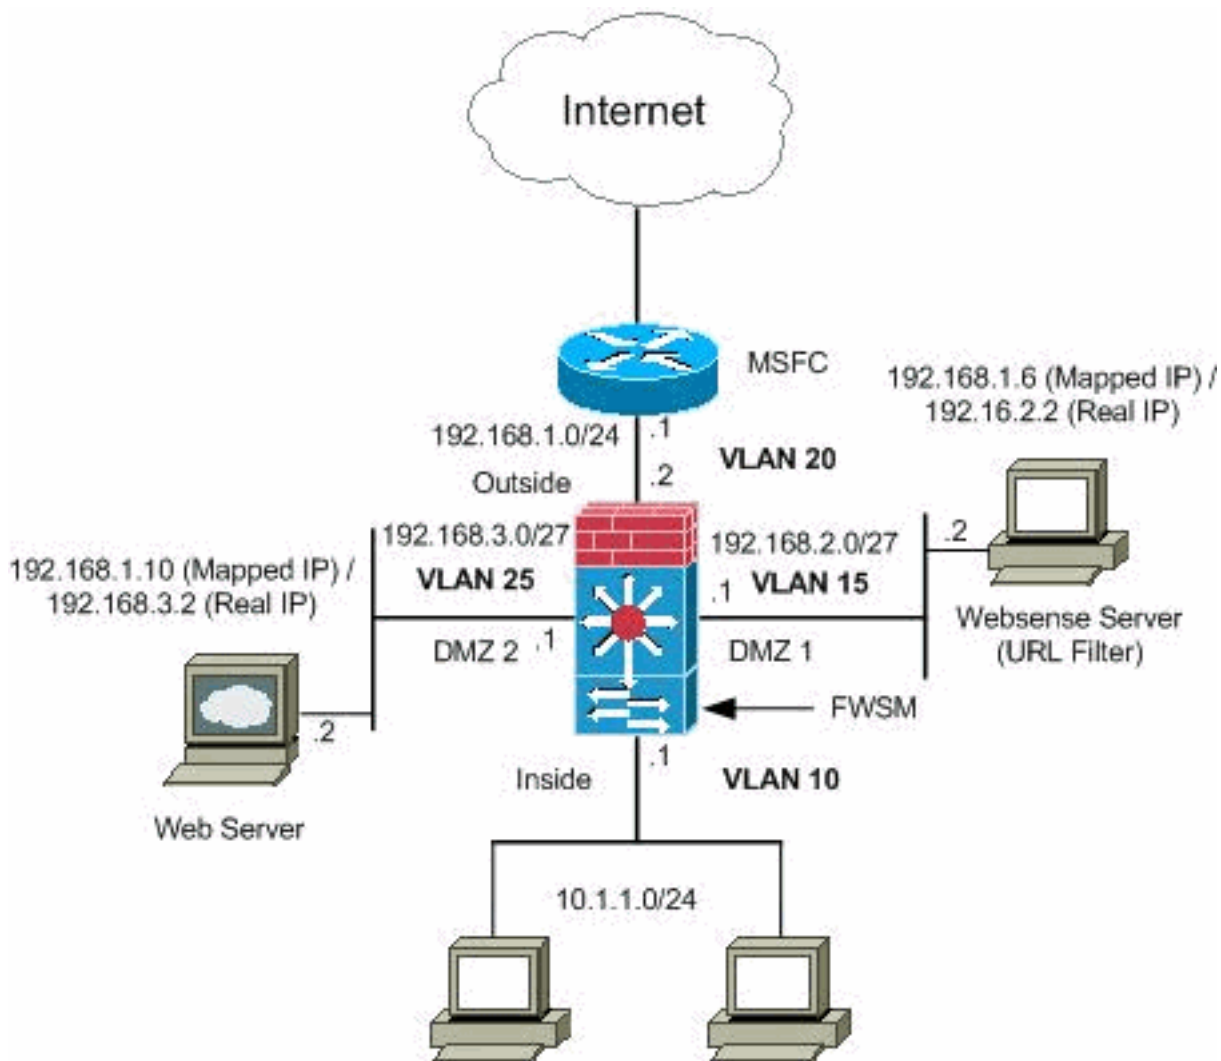 Internet
MSFC
192.168.1.6 (Mapped IP) /
192.16.2.2 (Real IP)
192.168.1.0/24
.1
VLAN 20
Outside
.2
192.168.3.0/27
VLAN 25
192.168.2.0/27
VLAN 15
.2
192.168.1.10 (Mapped IP) /
192.168.3.2 (Real IP)
.1
Websense Server
(URL Filter)
DMZ 2
.1
DMZ 1
FWSM
.2
Web Server
Inside
.1
VLAN 10
10.1.1.0/24